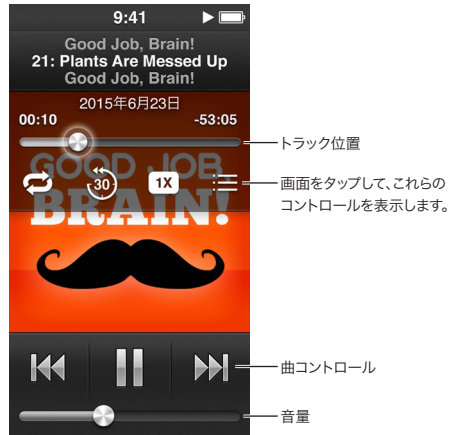 9:41
Good Job, Brain!
21: Plants Are Messed Up
Good Job, Brain!
2015年6月23日
00:10
-53:05
トラック位置
GOOD JOB,
30
1X
画面をタップして、これらの
コントロールを表示します。
BRAIN!
曲コントロール
音量